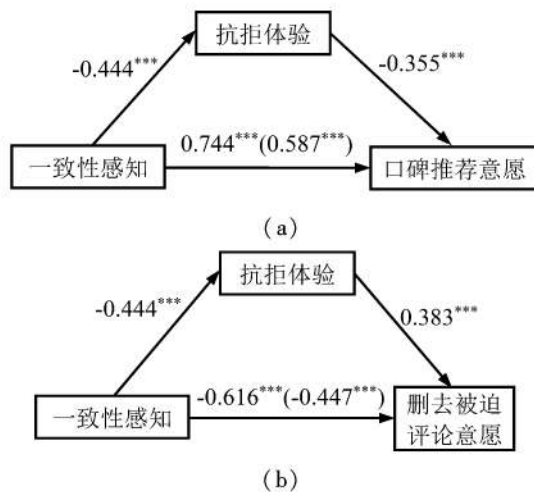 抗拒体验
-0.444***
-0.355***
0.744***(0.587***)
一致性感知
口碑推荐意愿
(a)
抗拒体验
-0.444***
0.383***
-0.616***(-0.447***)
一致性感知
删去被迫
评论意愿
(b)